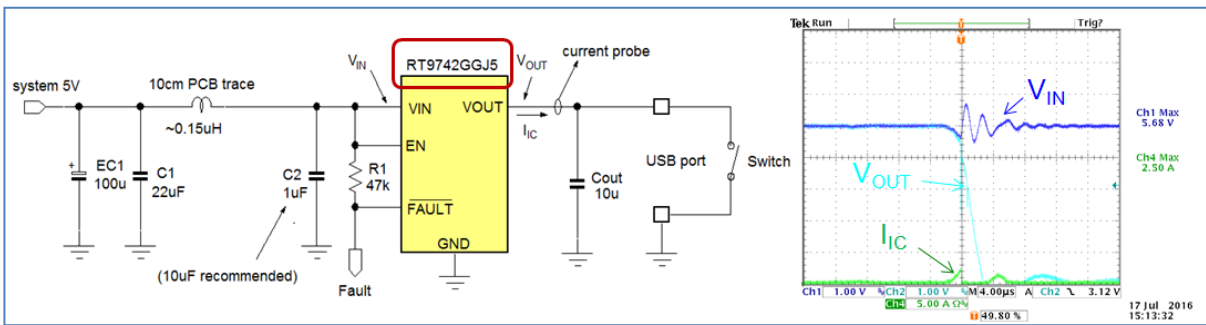 system 5V
10cm PCB trace
~0.15uH
+
EC1
100u
C1
22uF
C2
1uF
(10uF recommended)
R1
47k
Fault
VIN
RT9742GGJ5
VIN
VOUT
EN
FAULT
GND
VOUT
IIC
current probe
Cout
10u
USB port
Switch
Tek Run
Trig?
T
T
VIN
VOUT
IIC
Ch1 Max
5.68 V
Ch4 Max
2.50 A
Ch1 1.00 V Ch2 1.00 V M 4.00µs A Ch2 3.12 V
Ch4 5.00 A Ω
T 49.80 %
17 Jul 2016
15:13:32